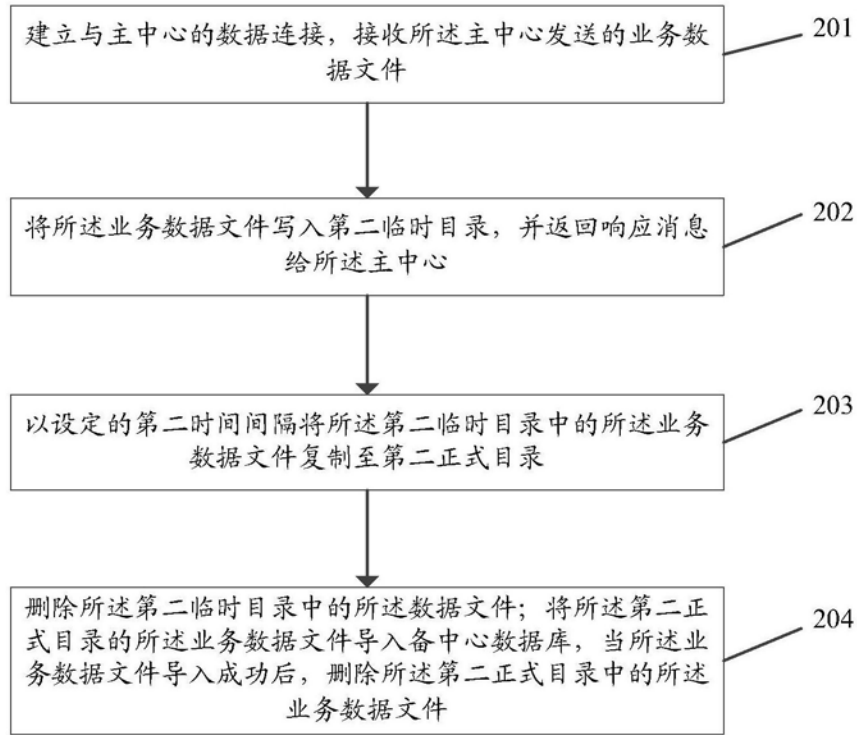 建立与主中心的数据连接，接收所述主中心发送的业务数
据文件
201
将所述业务数据文件写入第二临时目录，并返回响应消息
给所述主中心
202
以设定的第二时间间隔将所述第二临时目录中的所述业务
数据文件复制至第二正式目录
203
删除所述第二临时目录中的所述数据文件；将所述第二正
式目录的所述业务数据文件导入备中心数据库，当所述业
务数据文件导入成功后，删除所述第二正式目录中的所述
业务数据文件
204